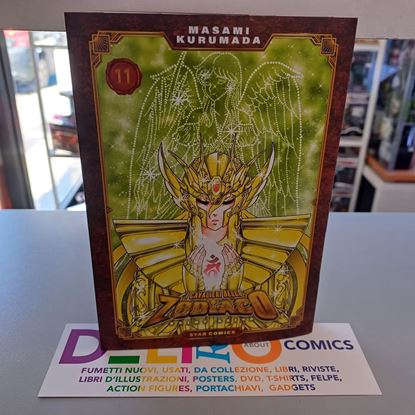 MASAMI
KURUMADA
11
I CAVALIERI DELLO
ZODIACO
STAR COMICS
ABOUT
COMICS
FUMETTI NUOVI, USATI, DA COLLEZIONE, LIBRI, RIVISTE,
LIBRI D'ILLUSTRAZIONI, POSTERS, DVD, T-SHIRTS, FELPE,
ACTION FIGURES, PORTACHIAVI, GADGETS